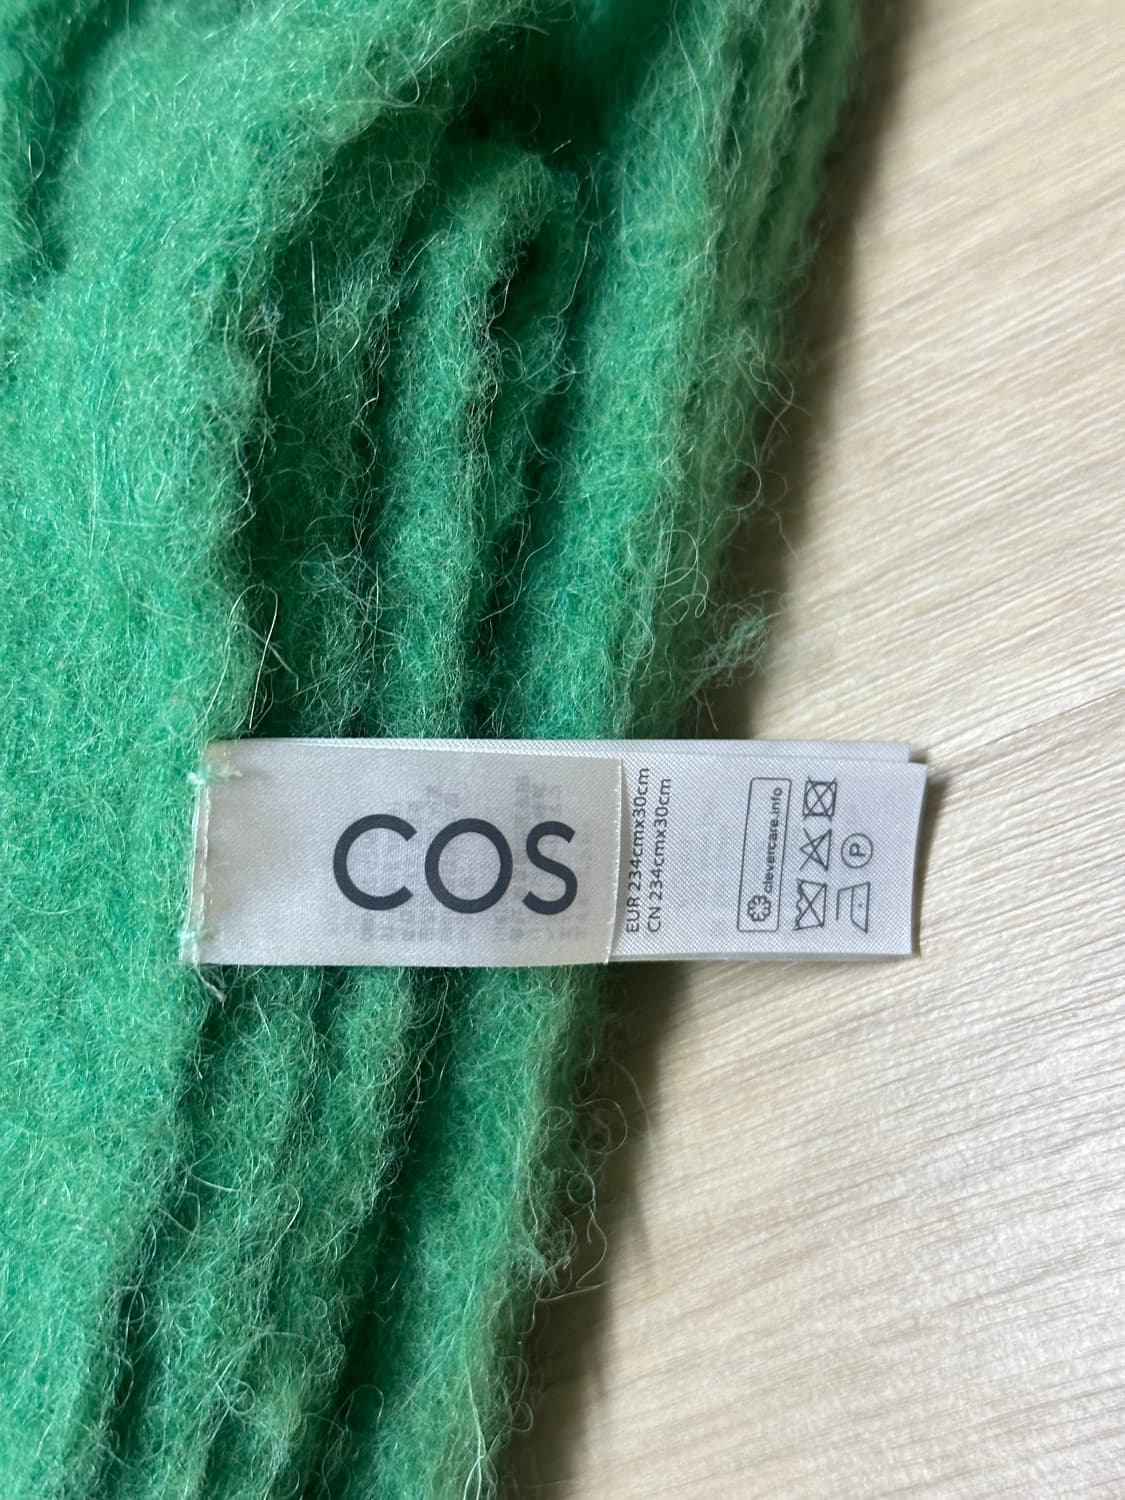 COS
EUR 234cmx30cm
CN 234cmx30cm
clevercare.info
P